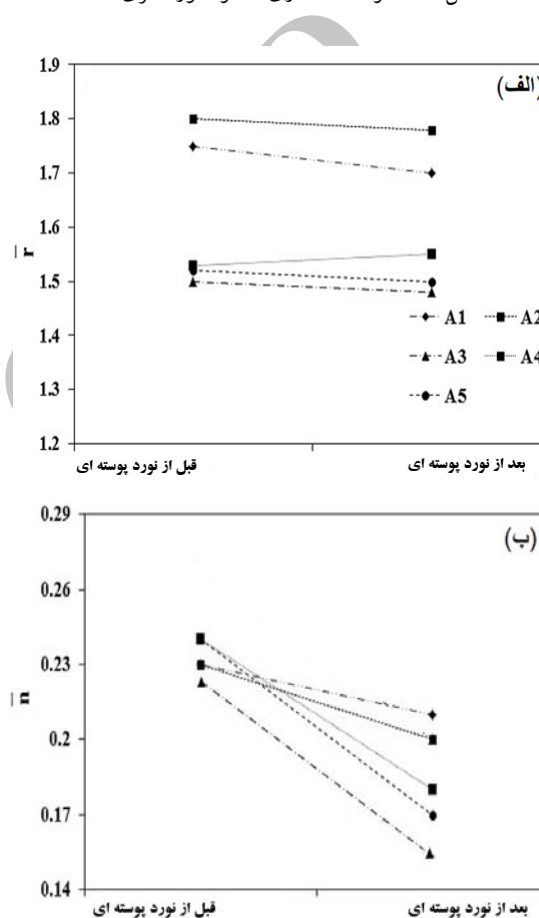 (الف)
1.9
1.8
1.7
1.6
1.5
1.4
1.3
1.2
r̅
A1 A2
A3 A4
A5
قبل از نورد پوسته ای بعد از نورد پوسته ای
(ب)
0.29
0.26
0.23
0.2
0.17
0.14
n̅
قبل از نورد پوسته ای بعد از نورد پوسته ای